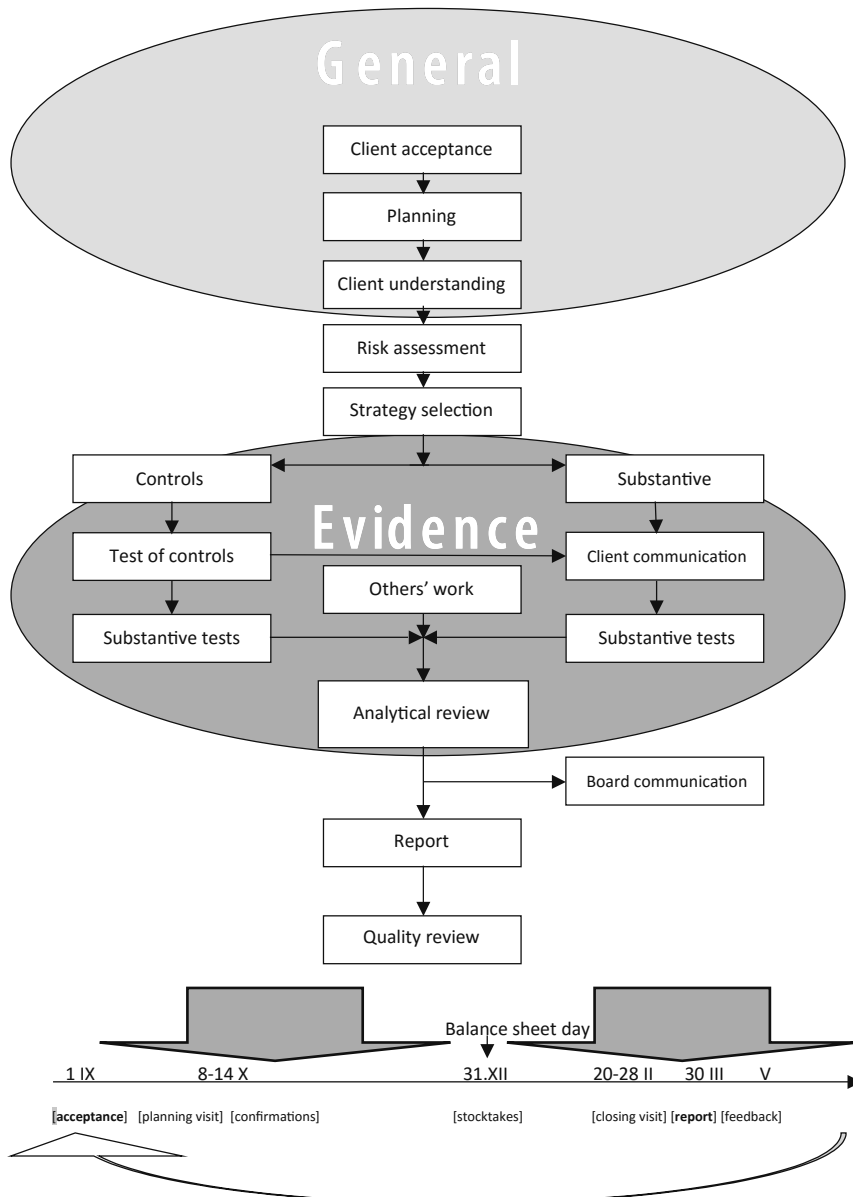 General
Client acceptance
Planning
Client understanding
Risk assessment
Strategy selection
Controls
Substantive
Evidence
Test of controls
Client communication
Others' work
Substantive tests
Substantive tests
Analytical review
Board communication
Report
Quality review
Balance sheet day
1 IX 8-14 X 31.XII 20-28 II 30 III V
[acceptance] [planning visit] [confirmations] [stocktakes] [closing visit] [report] [feedback]